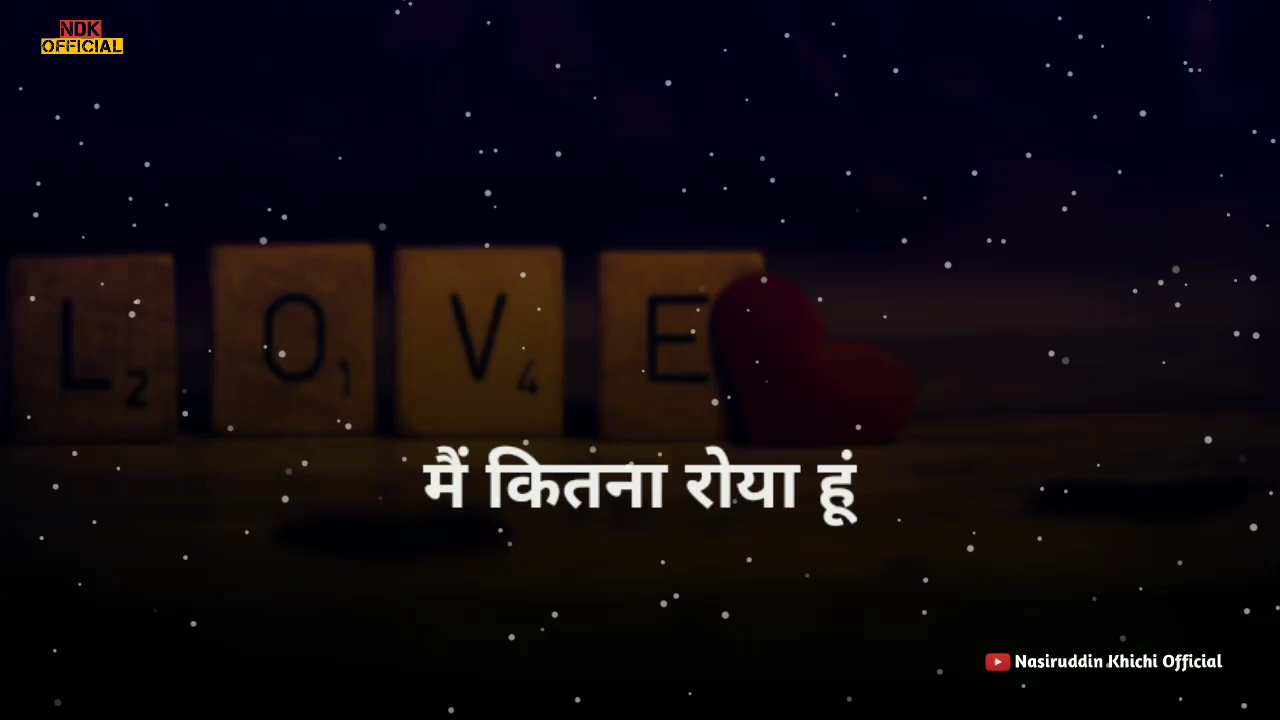 NDK
OFFICIAL
L2 O1 V4 E
मैं कितना रोया हूं
Nasiruddin Khichi Official